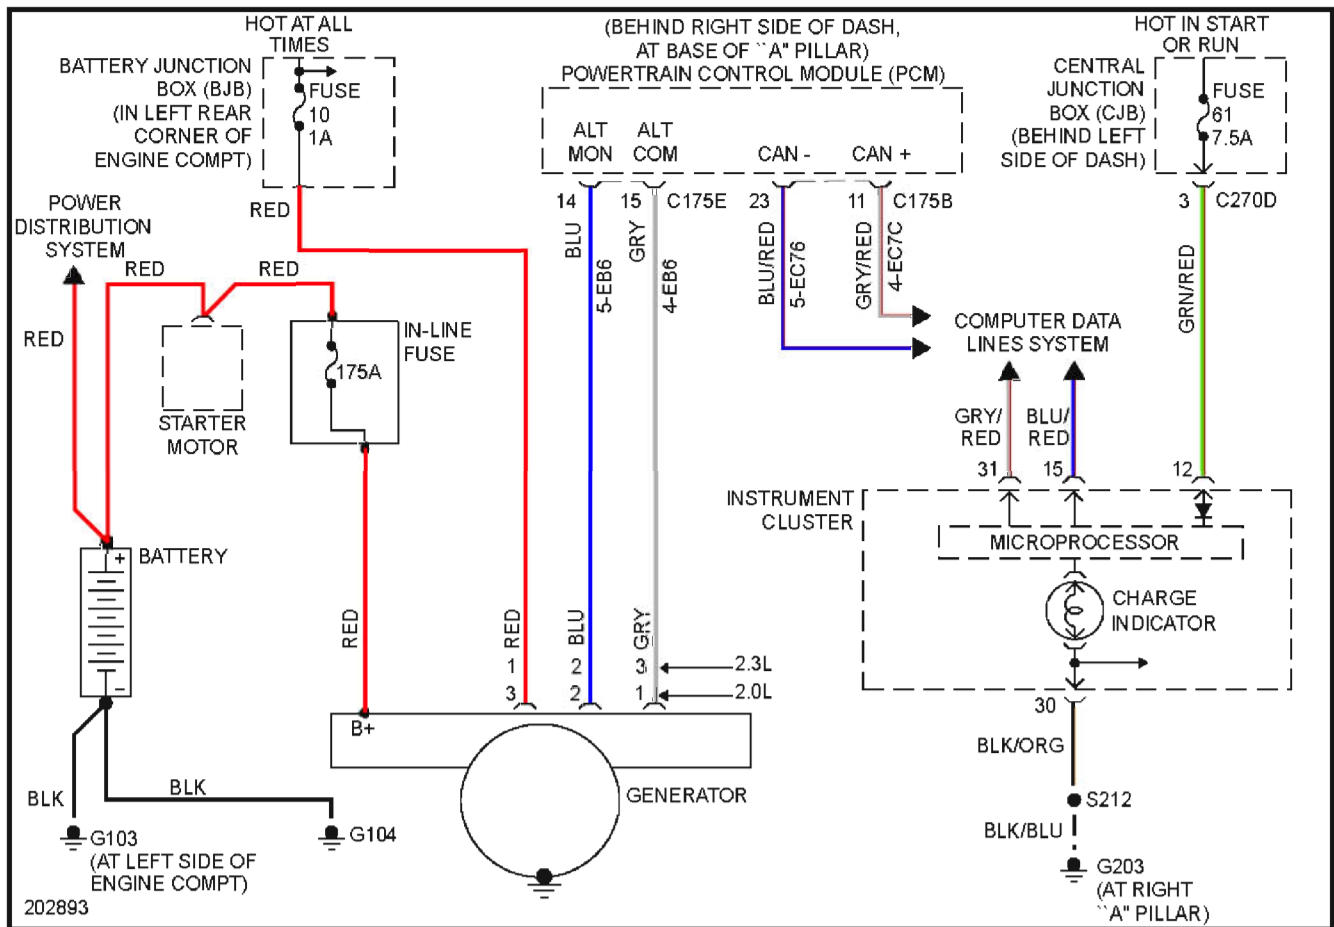 HOT AT ALL
TIMES
BATTERY JUNCTION
BOX (BJB)
(IN LEFT REAR
CORNER OF
ENGINE COMPT)
FUSE
10
1A
(BEHIND RIGHT SIDE OF DASH,
AT BASE OF ``A" PILLAR)
POWERTRAIN CONTROL MODULE (PCM)
ALT
MON
ALT
COM
CAN -
CAN +
HOT IN START
OR RUN
CENTRAL
JUNCTION
BOX (CJB)
(BEHIND LEFT
SIDE OF DASH)
FUSE
61
7.5A
14
15
C175E
23
11
C175B
3
C270D
RED
BLU
5-EB6
GRY
4-EB6
BLU/RED
5-EC76
GRY/RED
4-EC7C
GRN/RED
POWER
DISTRIBUTION
SYSTEM
RED
RED
RED
STARTER
MOTOR
IN-LINE
FUSE
175A
COMPUTER DATA
LINES SYSTEM
GRY/
RED
BLU/
RED
31
15
12
INSTRUMENT
CLUSTER
MICROPROCESSOR
CHARGE
INDICATOR
+
BATTERY
–
RED
RED
BLU
GRY
1
2
3
2.3L
3
2
1
2.0L
B+
GENERATOR
30
BLK/ORG
S212
BLK/BLU
G203
(AT RIGHT
``A" PILLAR)
BLK
BLK
G103
(AT LEFT SIDE OF
ENGINE COMPT)
G104
202893